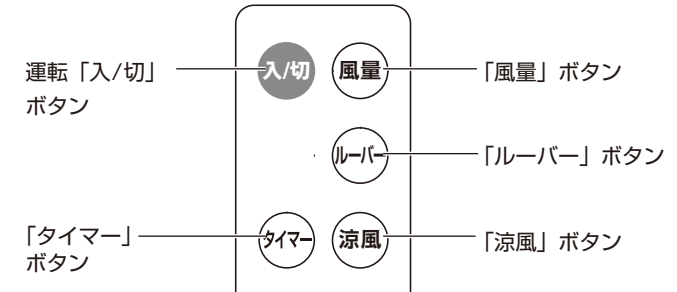 運転「入/切」
ボタン
入/切
風量
「風量」ボタン
ルーバー
「ルーバー」ボタン
「タイマー」
ボタン
タイマー
涼風
「涼風」ボタン